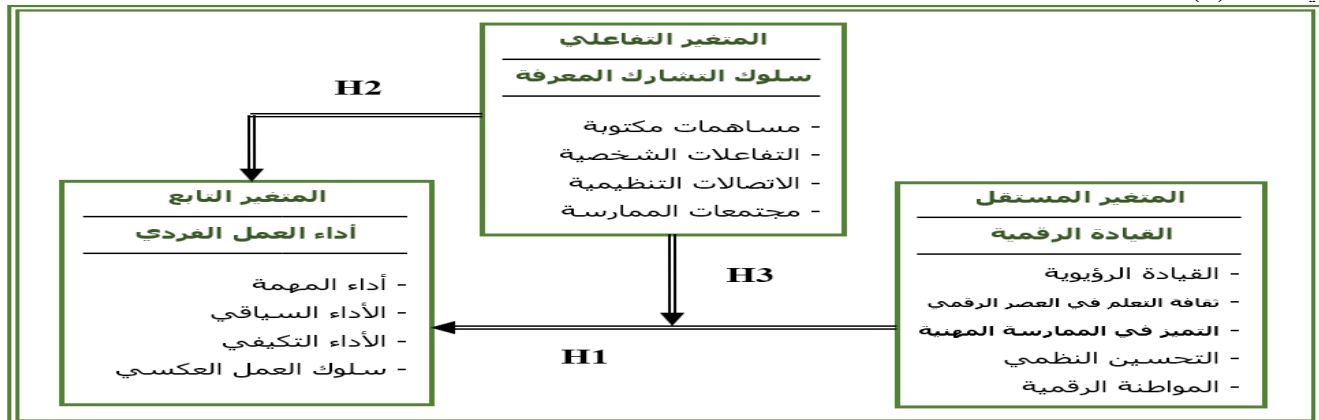 المتغير التفاعلي
سلوك التشارك المعرفة
- مساهمات مكتوبة
- التفاعلات الشخصية
- الاتصالات التنظيمية
- مجتمعات الممارسة
H2
المتغير المستقل
القيادة الرقمية
- القيادة الرؤيوية
- ثقافة التعلم في العصر الرقمي
- التميز في الممارسة المهنية
- التحسين النظمي
- المواطنة الرقمية
H3
H1
المتغير التابع
أداء العمل الفردي
- أداء المهمة
- الأداء السياقي
- الأداء التكيفي
- سلوك العمل العكسي